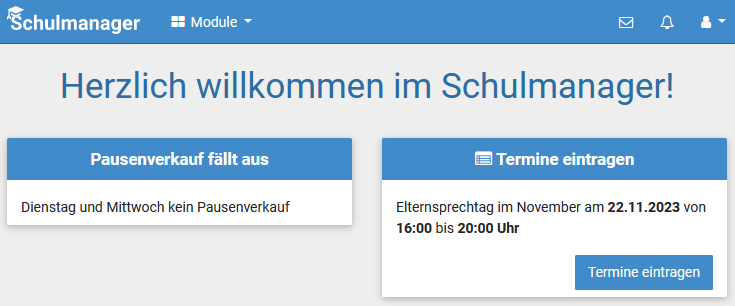 Schulmanager
Module
Herzlich willkommen im Schulmanager!
Pausenverkauf fällt aus
Dienstag und Mittwoch kein Pausenverkauf
Termine eintragen
Elternsprechtag im November am 22.11.2023 von
16:00 bis 20:00 Uhr
Termine eintragen